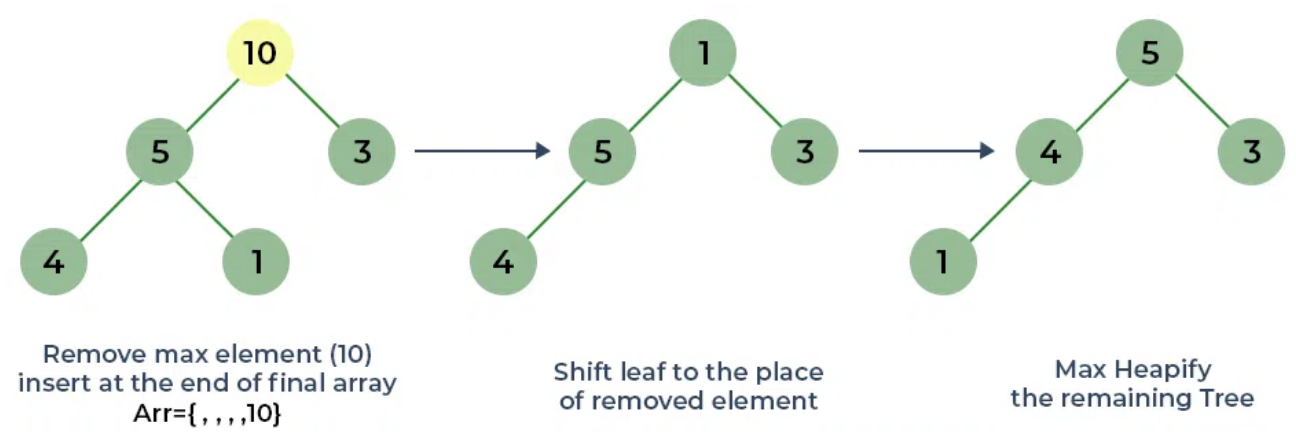 10
1
5
5
3
5
3
4
3
4
1
4
1
Remove max element (10)
insert at the end of final array
Arr={ , , , ,10}
Shift leaf to the place
of removed element
Max Heapify
the remaining Tree